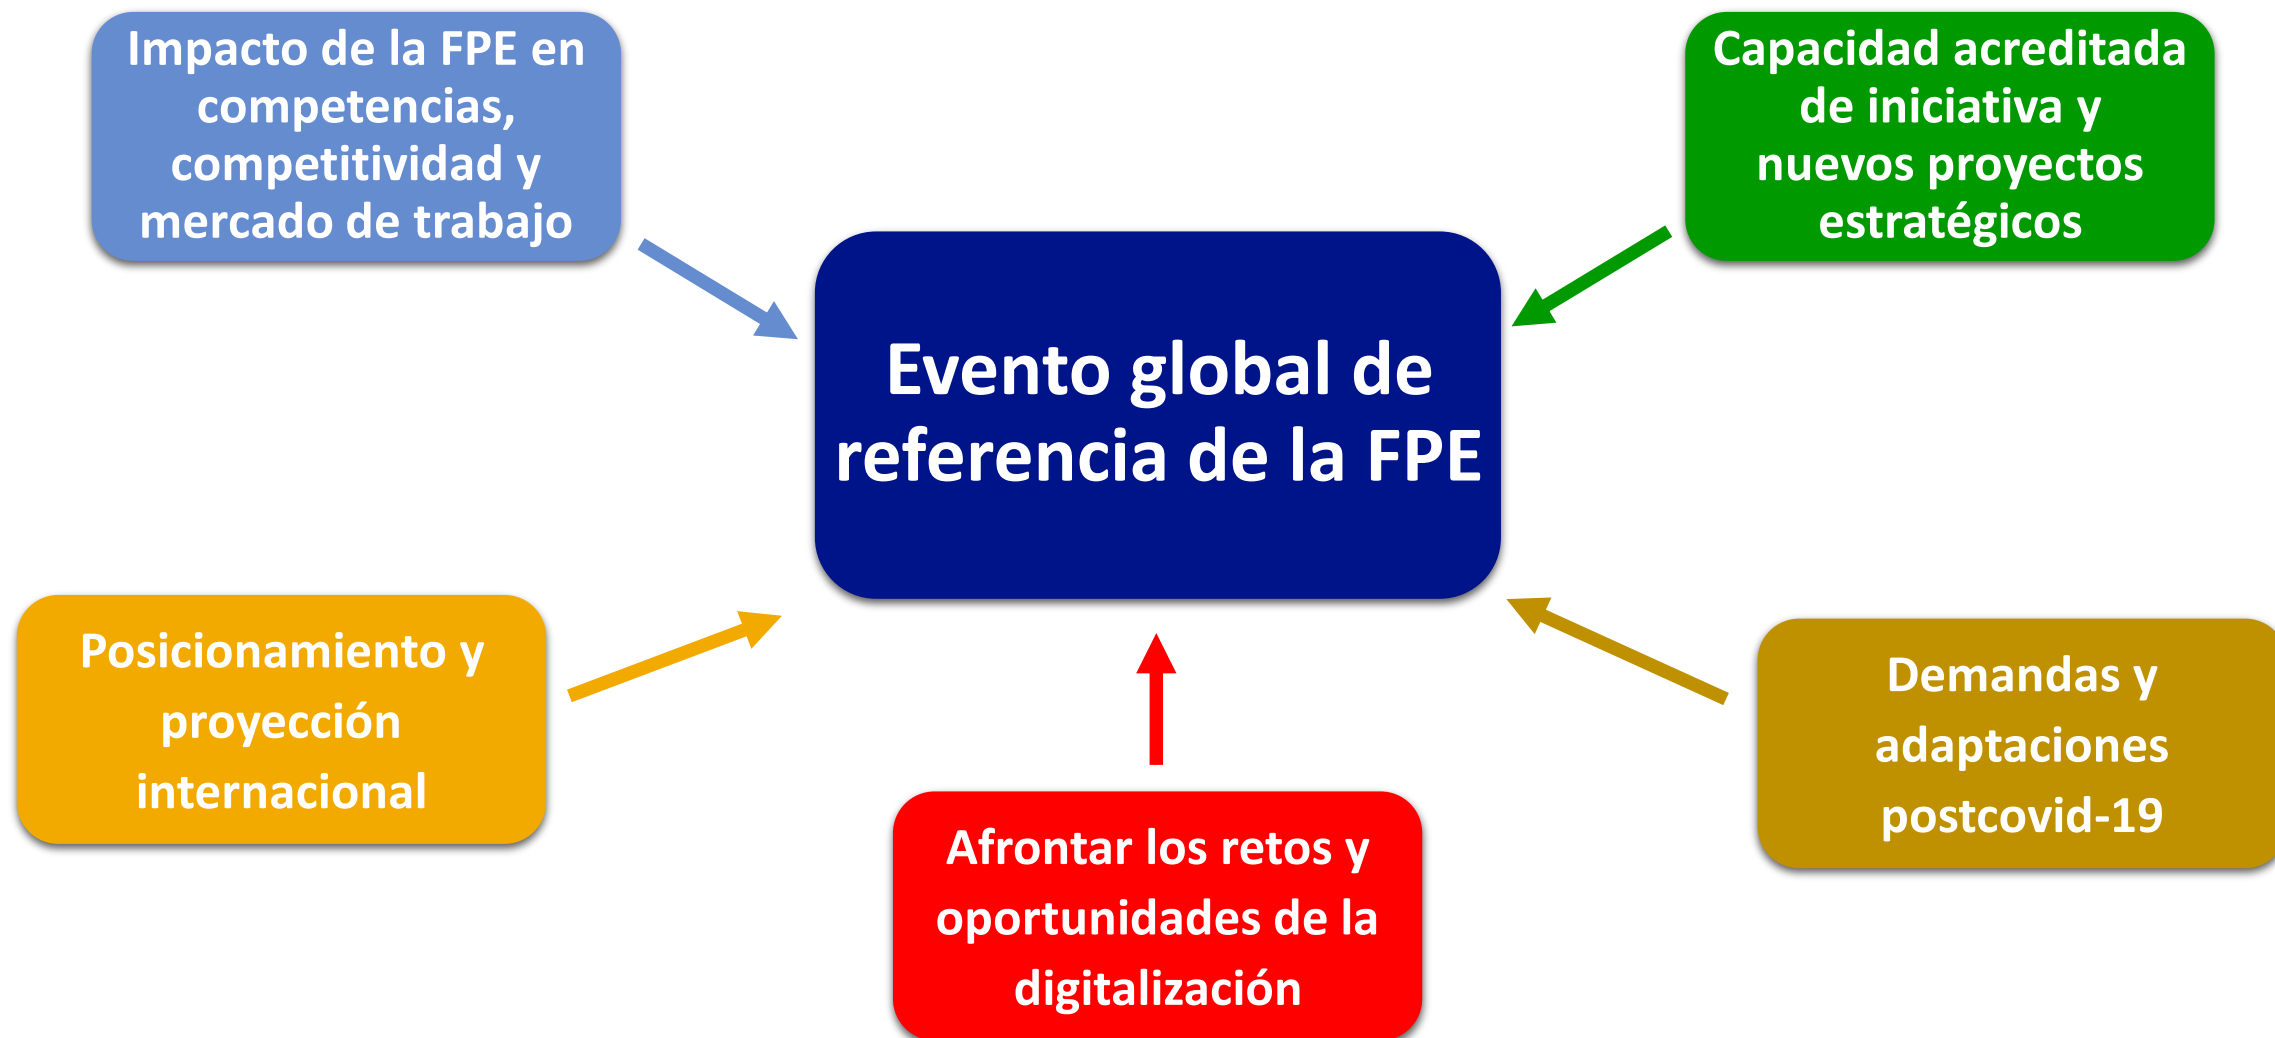 Impacto de la FPE en
competencias,
competitividad y
mercado de trabajo
Capacidad acreditada
de iniciativa y
nuevos proyectos
estratégicos
Evento global de
referencia de la FPE
Posicionamiento y
proyección
internacional
Afrontar los retos y
oportunidades de la
digitalización
Demandas y
adaptaciones
postcovid-19